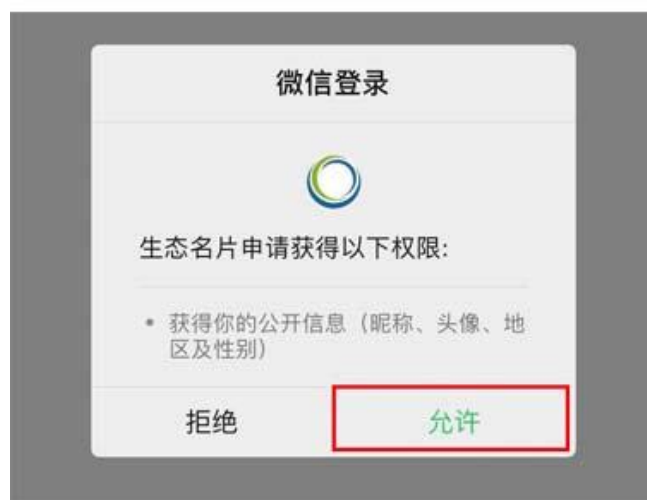 微信登录
生态名片申请获得以下权限:
• 获得你的公开信息（昵称、头像、地
区及性别）
拒绝
允许